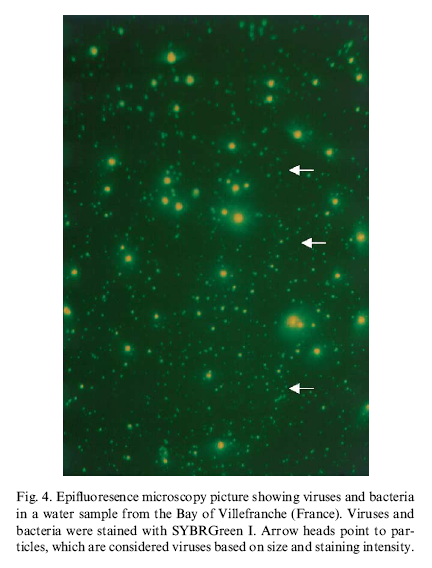 Fig. 4. Epifluoresence microscopy picture showing viruses and bacteria
in a water sample from the Bay of Villefranche (France). Viruses and
bacteria were stained with SYBRGreen I. Arrow heads point to par-
ticles, which are considered viruses based on size and staining intensity.